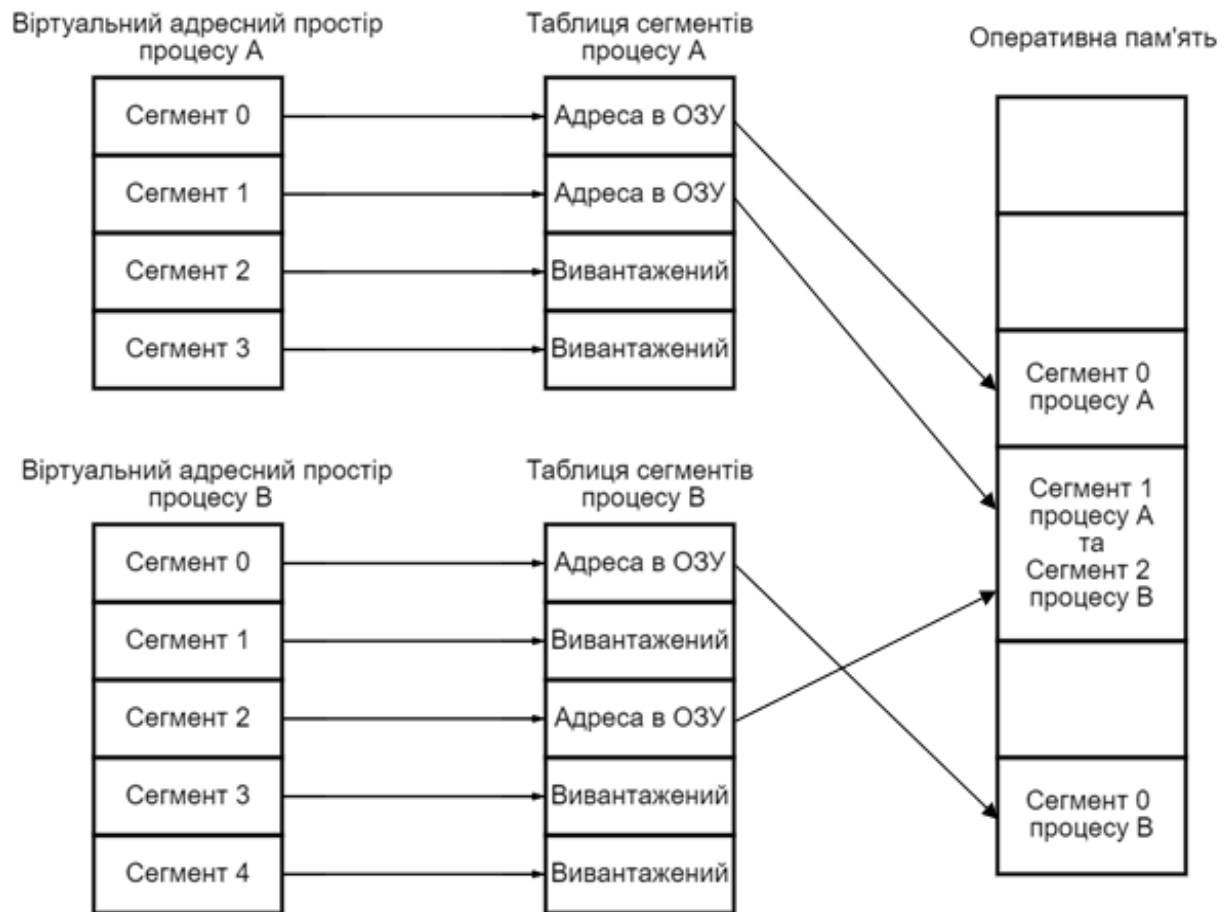 Віртуальний адресний простір
процесу А
Таблиця сегментів
процесу А
Оперативна пам'ять
Сегмент 0
Адреса в ОЗУ
Сегмент 1
Адреса в ОЗУ
Сегмент 2
Вивантажений
Сегмент 3
Вивантажений
Сегмент 0
процесу А
Сегмент 1
процесу А
та
Сегмент 2
процесу В
Сегмент 0
процесу В
Віртуальний адресний простір
процесу В
Таблиця сегментів
процесу В
Сегмент 0
Адреса в ОЗУ
Сегмент 1
Вивантажений
Сегмент 2
Адреса в ОЗУ
Сегмент 3
Вивантажений
Сегмент 4
Вивантажений